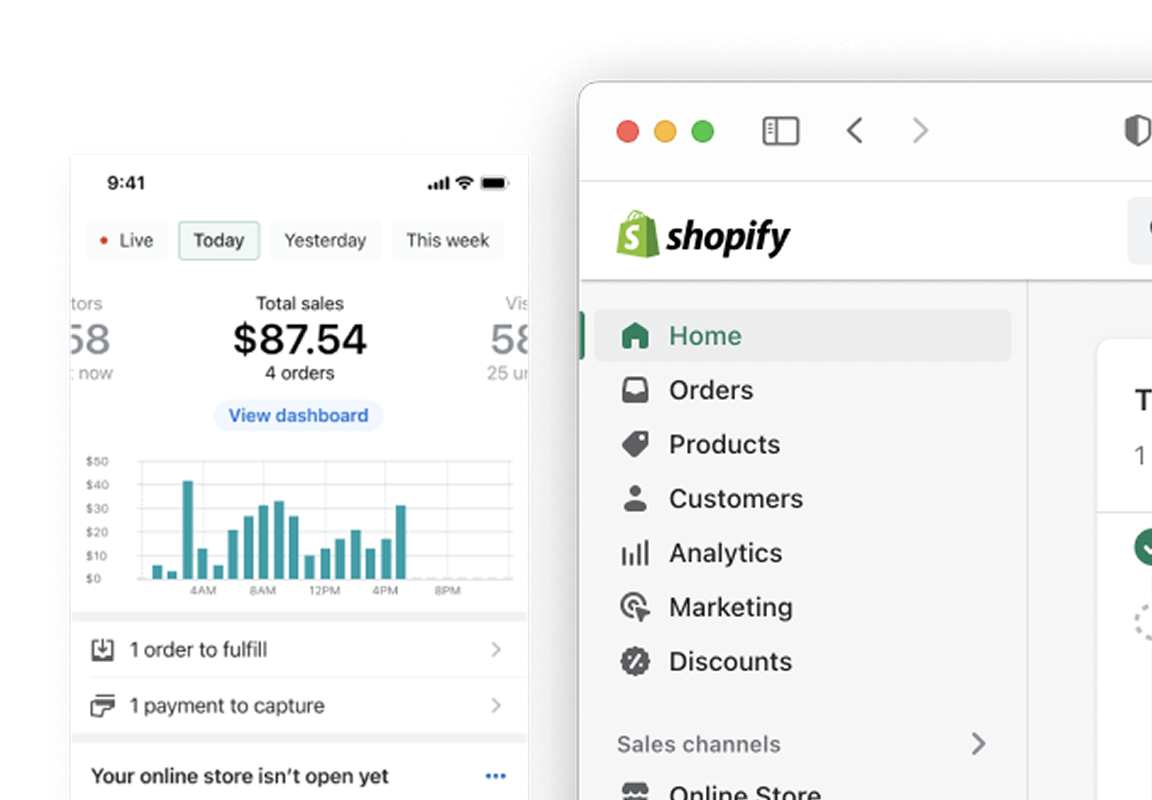 9:41
Live
Today
Yesterday
This week
Total sales
$87.54
4 orders
58
now
58
25
View dashboard
$50
$40
$30
$20
$10
$0
4AM
8AM
12PM
4PM
8PM
1 order to fulfill
1 payment to capture
Your online store isn't open yet
shopify
Home
Orders
Products
Customers
Analytics
Marketing
Discounts
Sales channels
Online Store
1